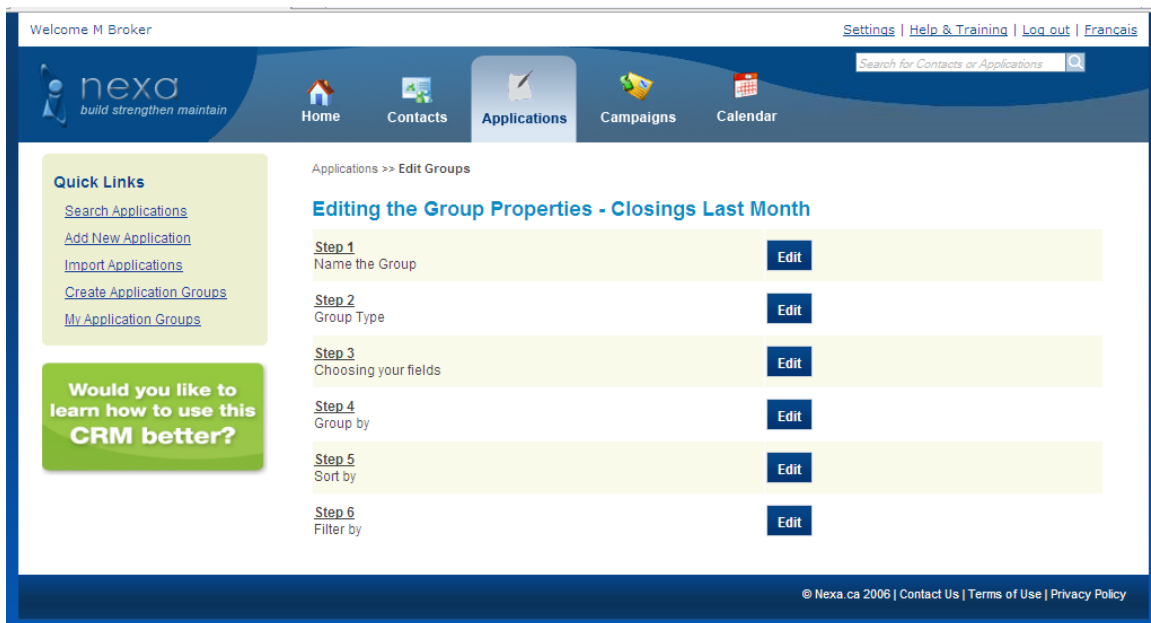 Welcome M Broker
Settings | Help & Training | Log out | Français
nexa
build strengthen maintain
Home
Contacts
Applications
Campaigns
Calendar
Search for Contacts or Applications
Quick Links
Search Applications
Add New Application
Import Applications
Create Application Groups
My Application Groups
Would you like to
learn how to use this
CRM better?
Applications >> Edit Groups
Editing the Group Properties - Closings Last Month
Step 1
Name the Group
Edit
Step 2
Group Type
Edit
Step 3
Choosing your fields
Edit
Step 4
Group by
Edit
Step 5
Sort by
Edit
Step 6
Filter by
Edit
© Nexa.ca 2006 | Contact Us | Terms of Use | Privacy Policy